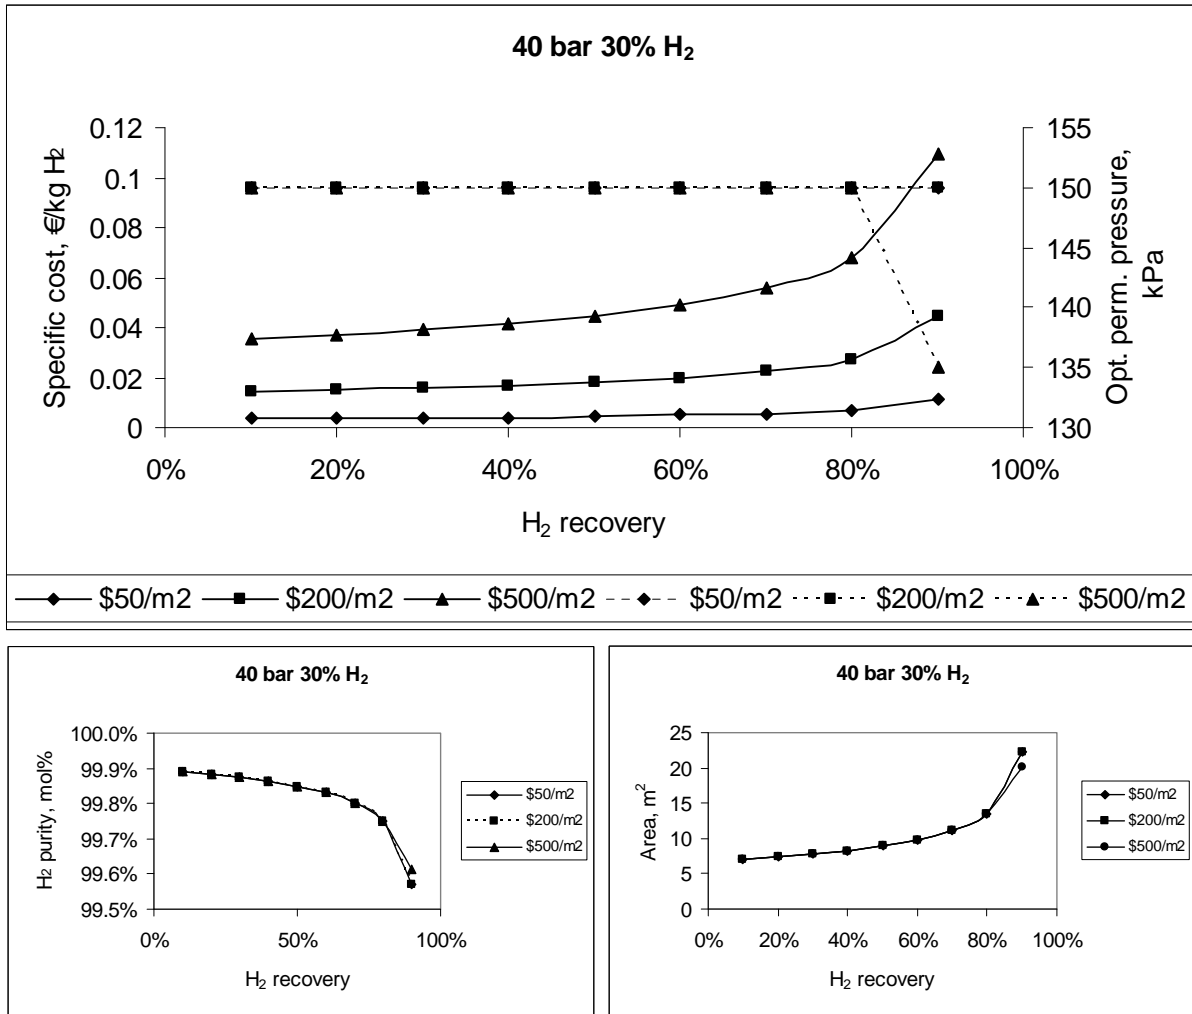 40 bar 30% H2
Specific cost, €/kg H2
0.12
0.1
0.08
0.06
0.04
0.02
0
155
150
145
140
135
130
Opt. perm. pressure,
kPa
0% 20% 40% 60% 80% 100%
H2 recovery
$50/m2 $200/m2 $500/m2 $50/m2 $200/m2 $500/m2
40 bar 30% H2
H2 purity, mol%
100.0%
99.9%
99.8%
99.7%
99.6%
99.5%
0% 50% 100%
H2 recovery
$50/m2
$200/m2
$500/m2
40 bar 30% H2
Area, m2
25
20
15
10
5
0
0% 20% 40% 60% 80% 100%
H2 recovery
$50/m2
$200/m2
$500/m2